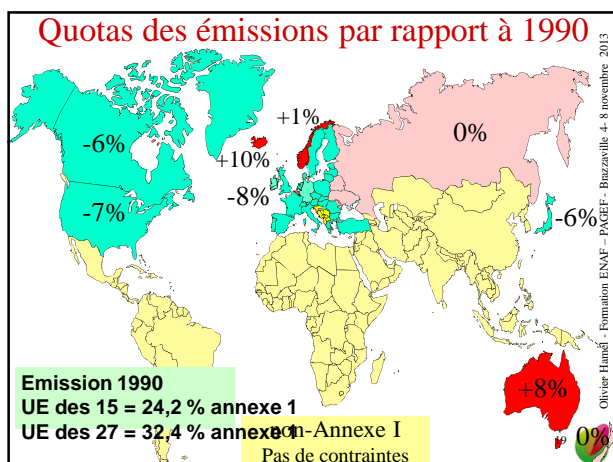 Quotas des émissions par rapport à 1990
+1%
0%
-6%
+10%
-8%
-7%
-6%
+8%
0%
Emission 1990
UE des 15 = 24,2 % annexe 1
UE des 27 = 32,4 % annexe 1
non-Annexe I
Pas de contraintes
19
Olivier Hamel - Formation ENAF – PAGEF - Brazzaville 4- 8 novembre 2013